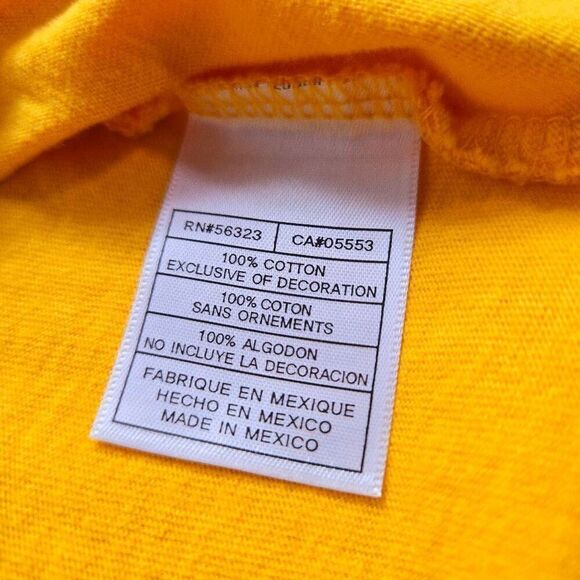 RN#56323 CA#05553
100% COTTON
EXCLUSIVE OF DECORATION
100% COTON
SANS ORNEMENTS
100% ALGODON
NO INCLUYE LA DECORACION
FABRIQUE EN MEXIQUE
HECHO EN MEXICO
MADE IN MEXICO